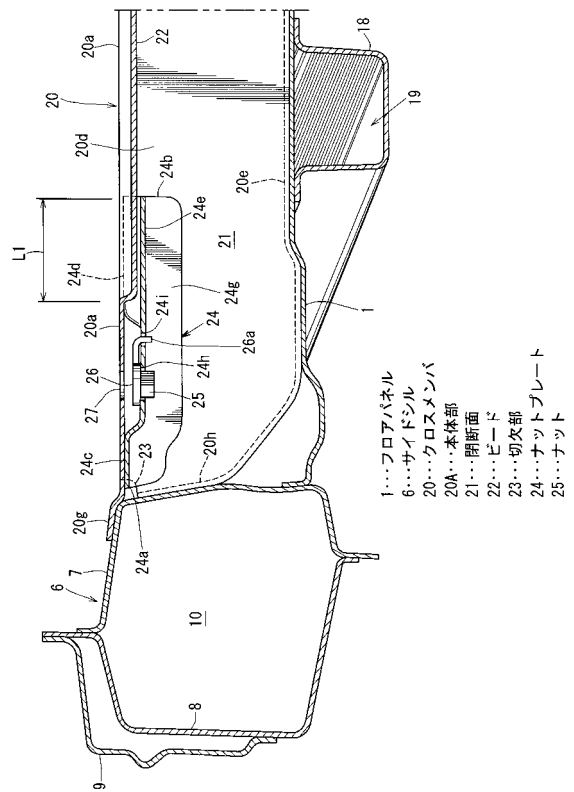 20a
22
20
20d
24b
20e
24e
21
L1
24d
24i
24g
1
18
19
20a
24
26a
26
24h
27
25
24c
23
20h
20g
24a
7
6
10
8
9
1･･･フロアパネル
6･･･サイドシル
20･･･クロスメンバ
20A･･･本体部
21･･･閉断面
22･･･ビード
23･･･切欠部
24･･･ナットプレート
25･･･ナット